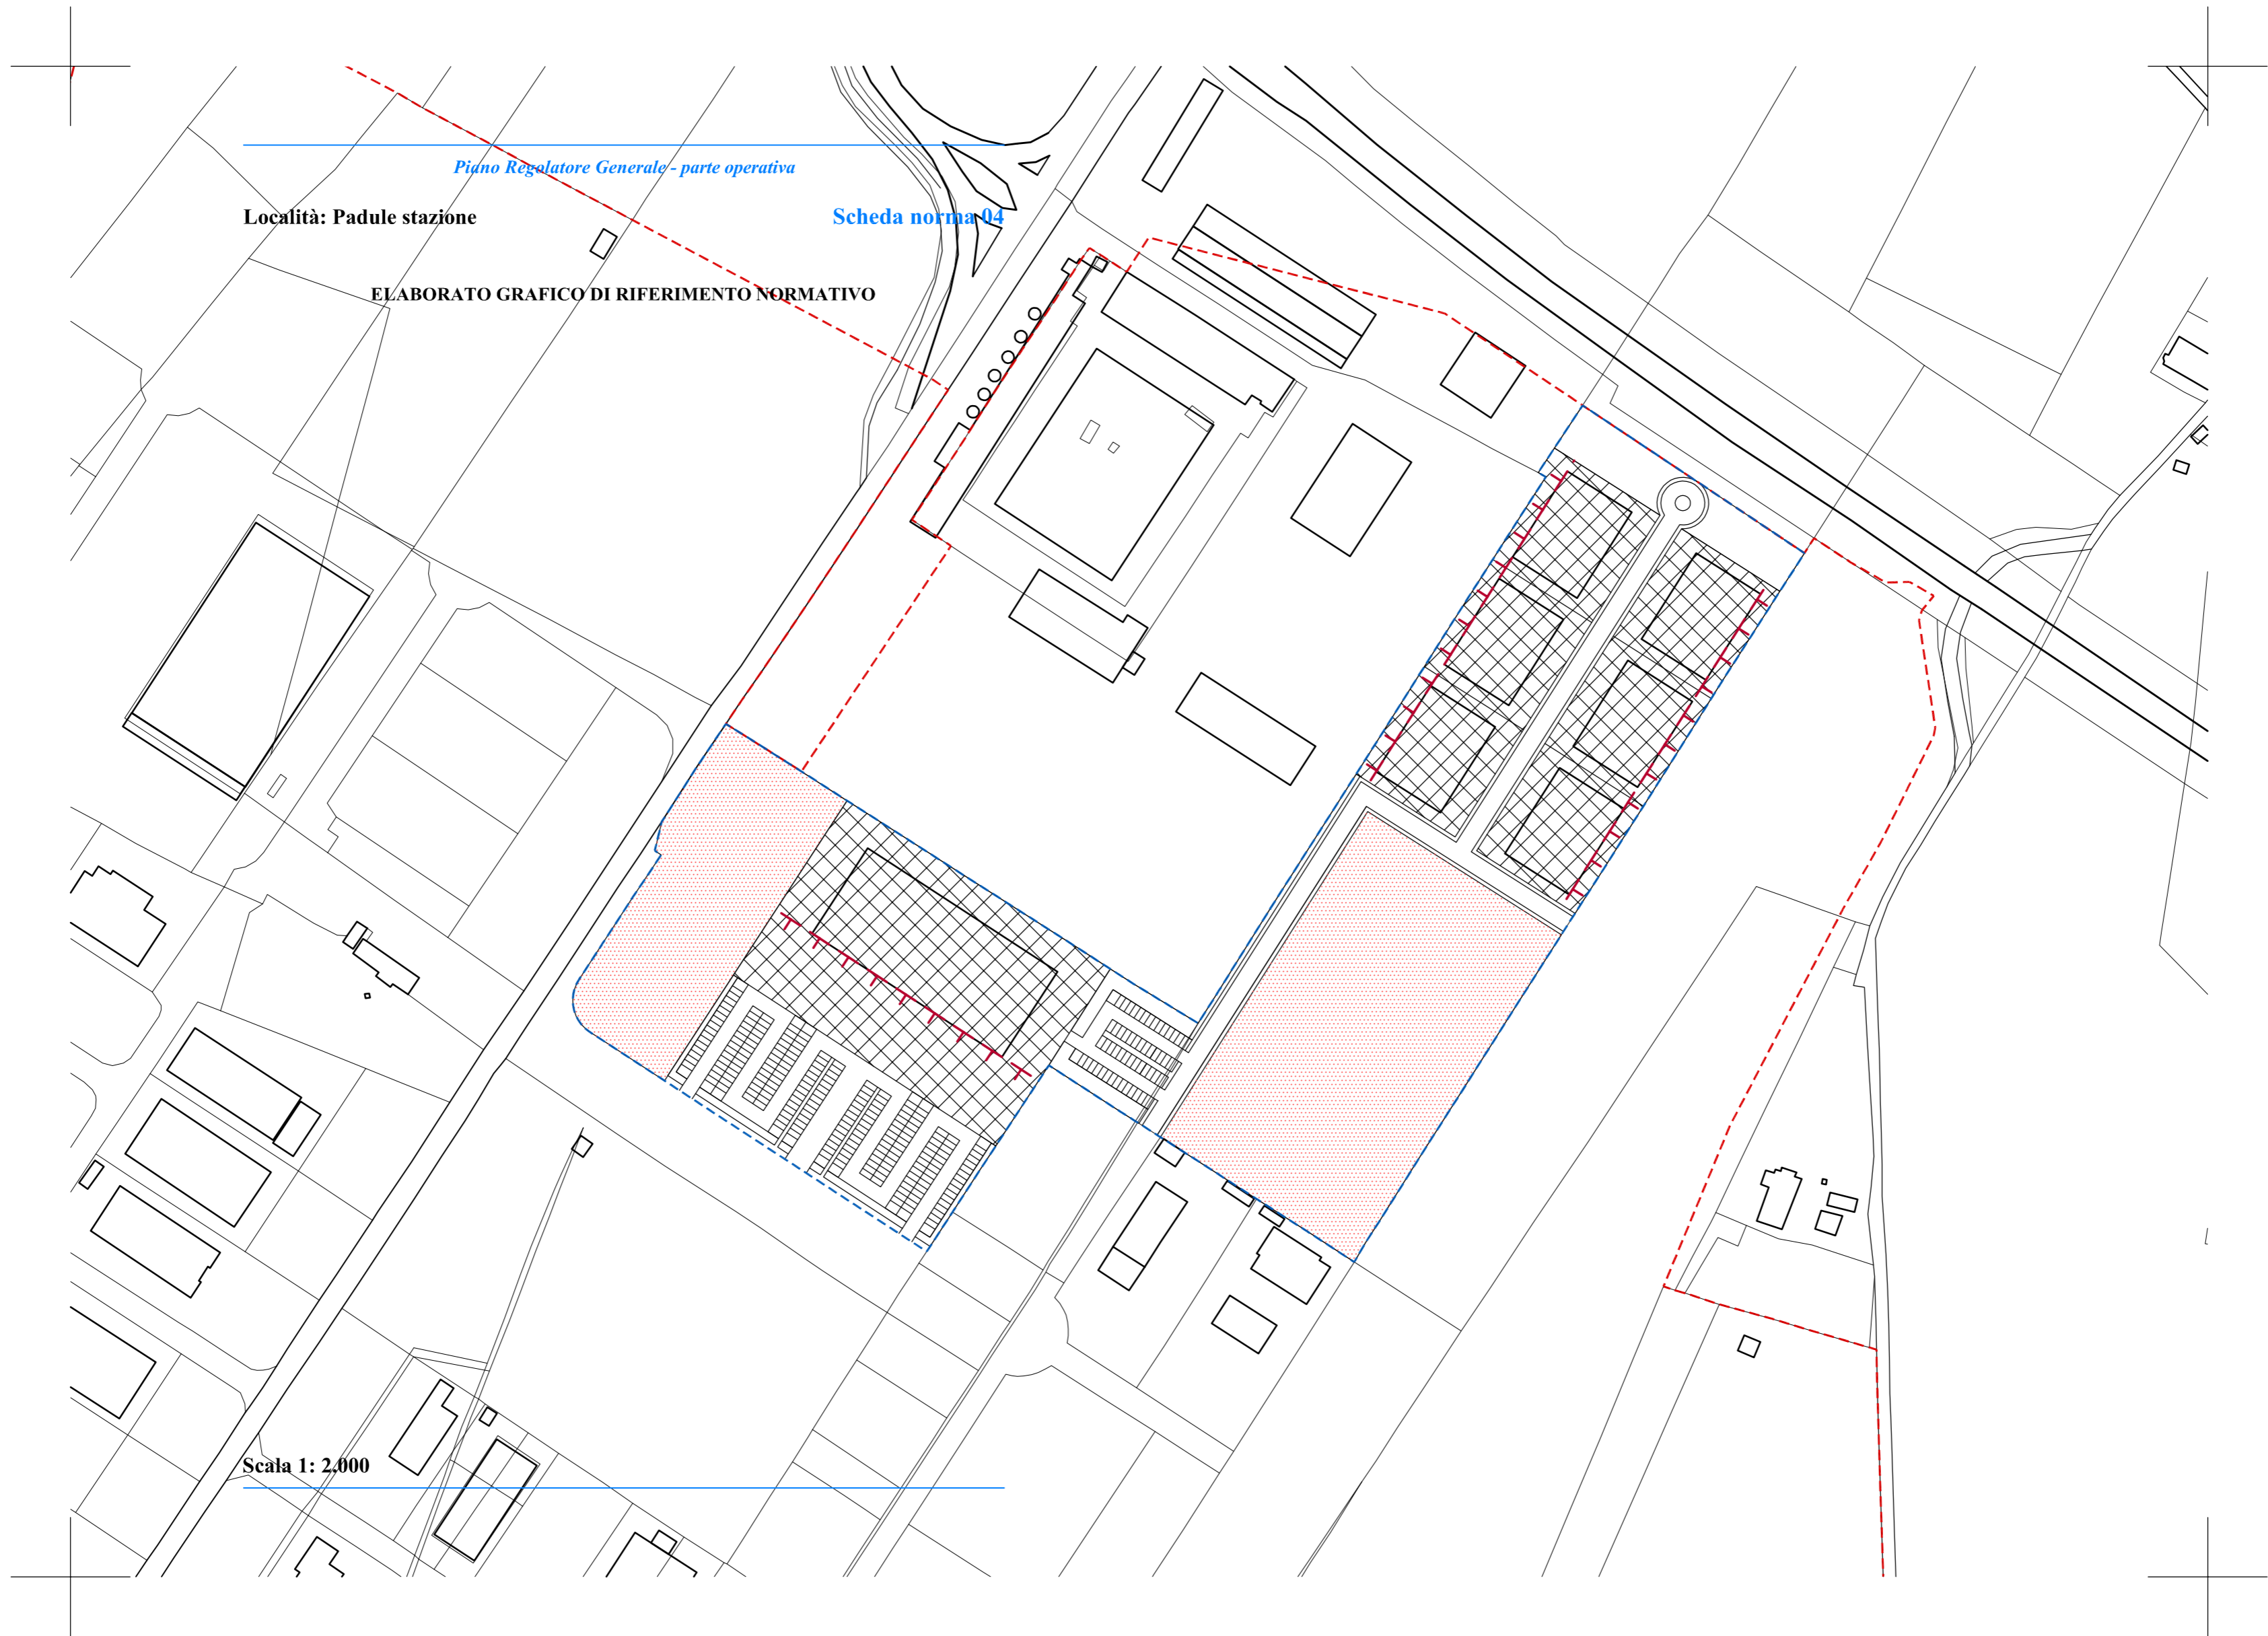 Piano Regolatore Generale - parte operativa
Località: Padule stazione Scheda norma 04
ELABORATO GRAFICO DI RIFERIMENTO NORMATIVO
Scala 1: 2.000